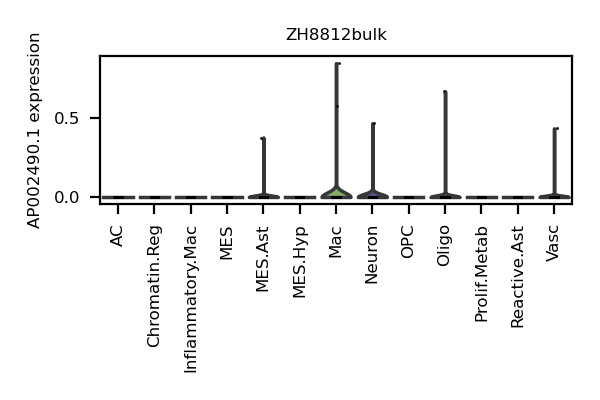 ZH8812bulk
AP002490.1 expression
0.5
0.0
AC
Chromatin.Reg
Inflammatory.Mac
MES
MES.Ast
MES.Hyp
Mac
Neuron
OPC
Oligo
Prolif.Metab
Reactive.Ast
Vasc